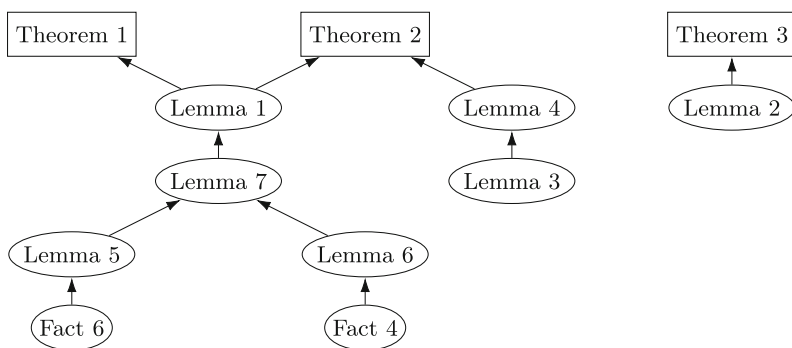 Theorem 1
Theorem 2
Theorem 3
Lemma 1
Lemma 4
Lemma 2
Lemma 7
Lemma 3
Lemma 5
Lemma 6
Fact 6
Fact 4